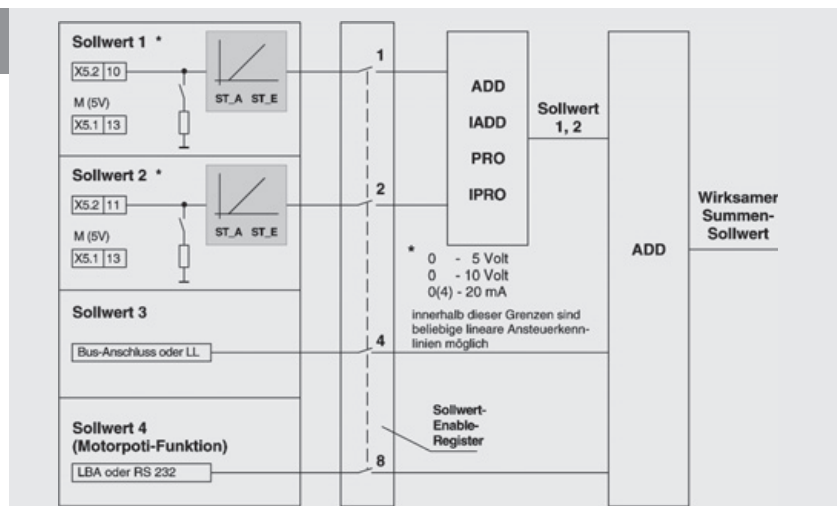 Sollwert 1 *
X5.2 10
M (5V)
X5.1 13
ST_A ST_E
1
Sollwert 2 *
X5.2 11
M (5V)
X5.1 13
ST_A ST_E
2
Sollwert 3
Bus-Anschluss oder LL
4
Sollwert 4
(Motorpoti-Funktion)
LBA oder RS 232
8
ADD
IADD
PRO
IPRO
Sollwert
1, 2
* 0 - 5 Volt
0 - 10 Volt
0(4) - 20 mA
innerhalb dieser Grenzen sind
beliebige lineare Ansteuerkenn-
linien möglich
Sollwert-
Enable-
Register
ADD
Wirksamer
Summen-
Sollwert